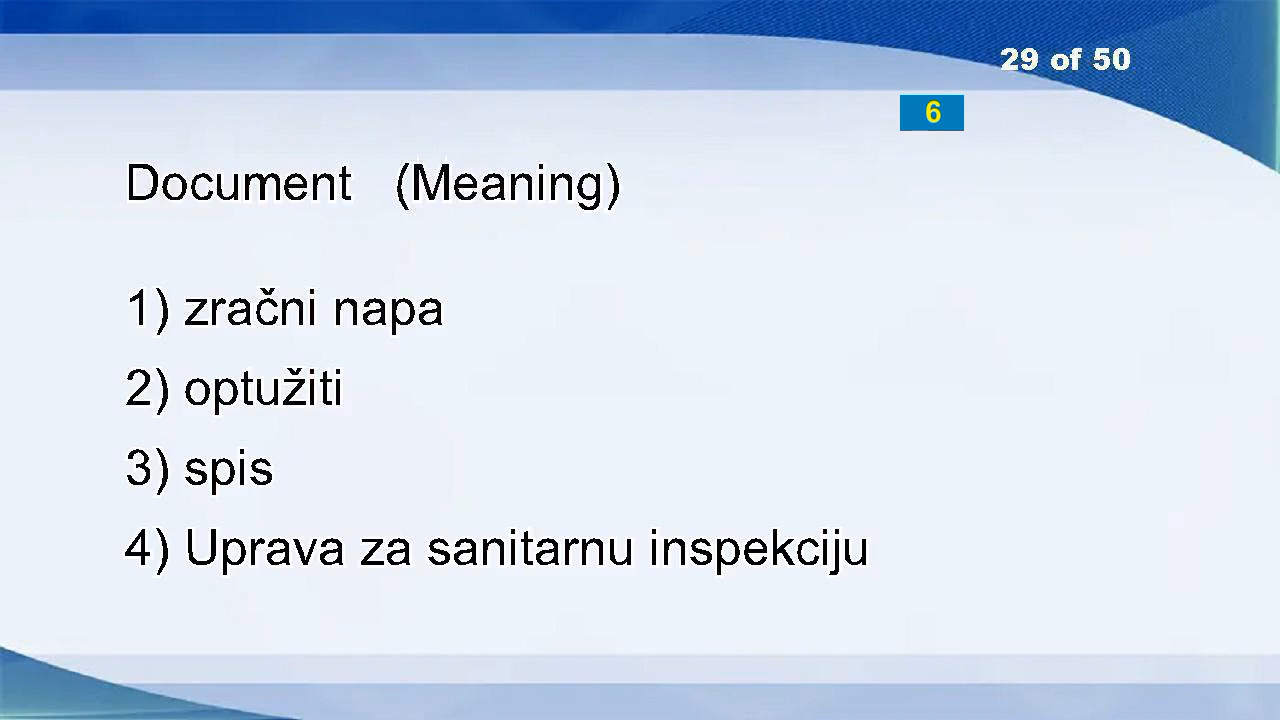 29 of 50
6
Document (Meaning)
1) zračni napa
2) optužiti
3) spis
4) Uprava za sanitarnu inspekciju